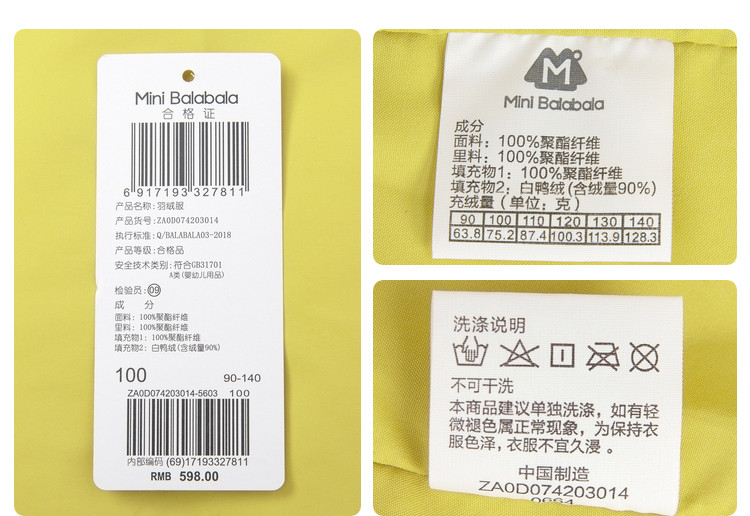 Mini Balabala
合格证
6917193327811
产品名称:羽绒服
产品货号:ZA0D074203014
执行标准:Q/BALABALA03-2018
产品等级:合格品
安全技术类别:符合GB31701
A类(婴幼儿用品)
检验员:09
成 分
面料: 100%聚酯纤维
里料: 100%聚酯纤维
填充物1: 100%聚酯纤维
填充物2: 白鸭绒(含绒量90%)
100 90-140
ZA0D074203014-5603 100
内部编码 (69)17193327811
RMB 598.00
M
Mini Balabala
成分
面料: 100%聚酯纤维
里料: 100%聚酯纤维
填充物1: 100%聚酯纤维
填充物2: 白鸭绒(含绒量90%)
充绒量(单位: 克)
90 100 110 120 130 140
63.8 75.2 87.4 100.3 113.9 128.3
洗涤说明
不可干洗
本商品建议单独洗涤, 如有轻
微褪色属正常现象, 为保持衣
服色泽, 衣服不宜久浸。
中国制造
ZA0D074203014